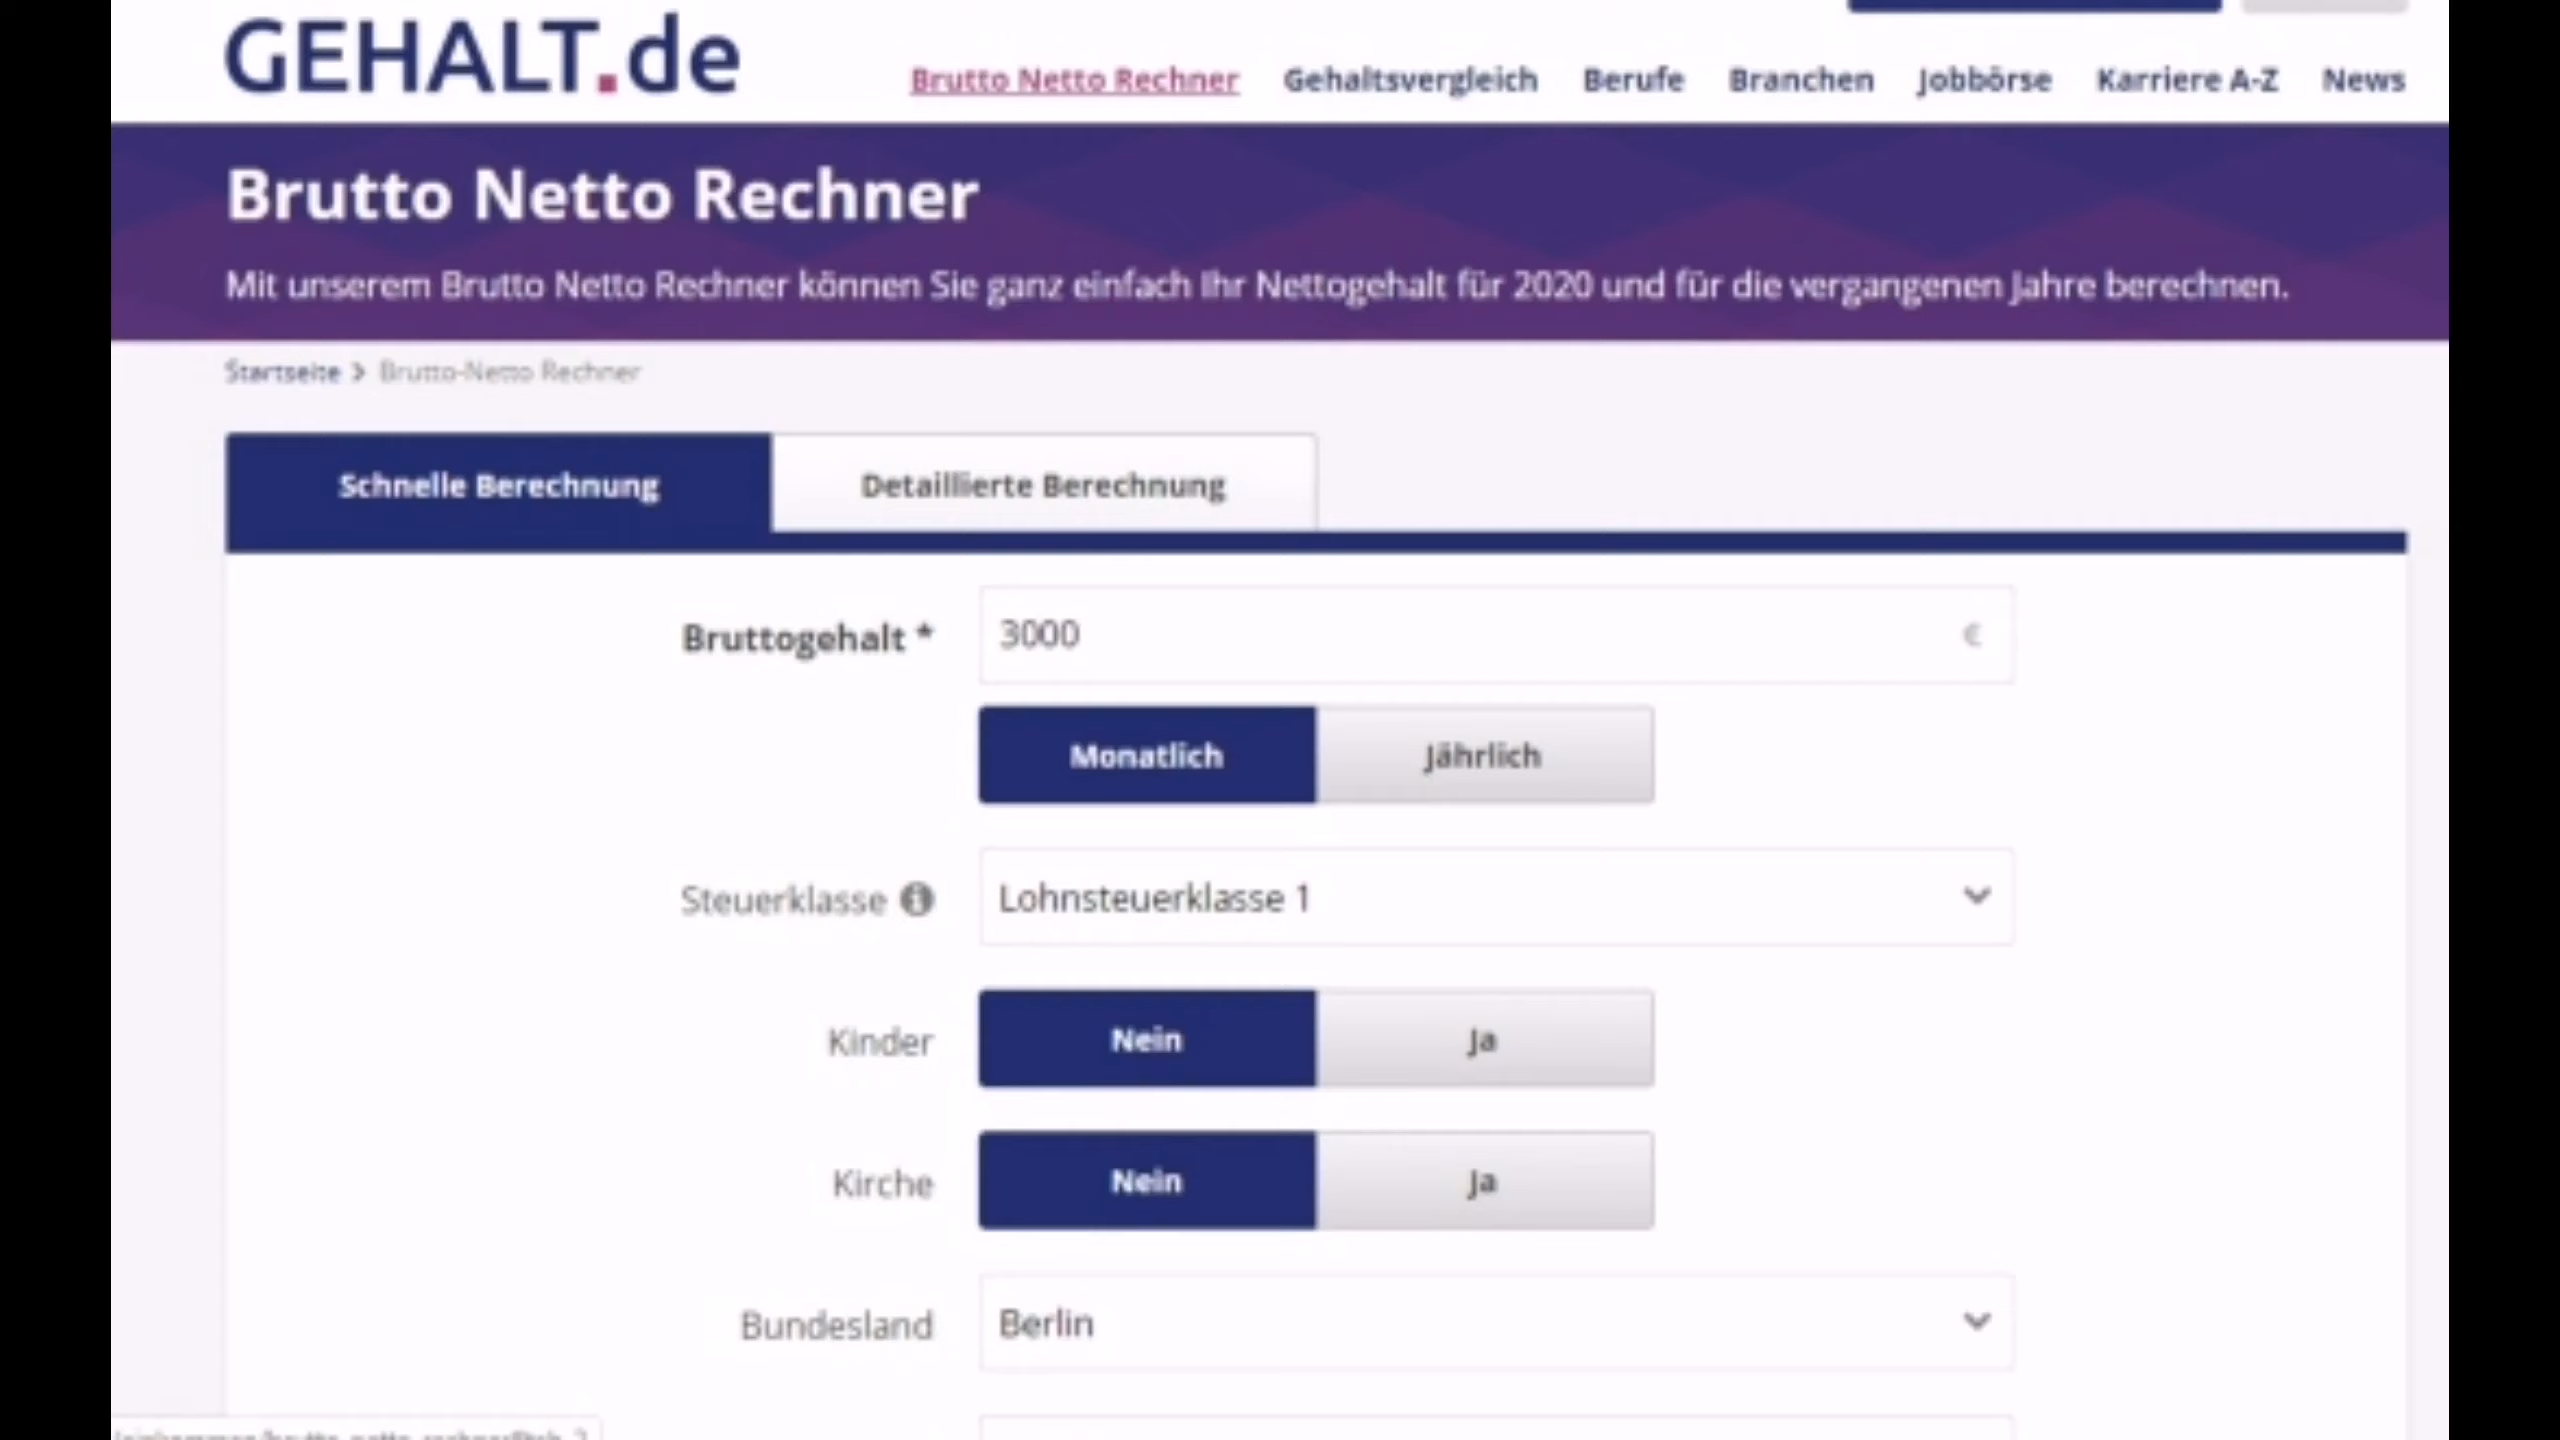 GEHALT.de
Brutto Netto Rechner Gehaltsvergleich Berufe Branchen Jobbörse Karriere A-Z News
Brutto Netto Rechner
Mit unserem Brutto Netto Rechner können Sie ganz einfach Ihr Nettogehalt für 2020 und für die vergangenen Jahre berechnen.
Startseite > Brutto-Netto Rechner
Schnelle Berechnung Detaillierte Berechnung
Bruttogehalt * 3000 €
Monatlich Jährlich
Steuerklasse Lohnsteuerklasse 1
Kinder Nein Ja
Kirche Nein Ja
Bundesland Berlin